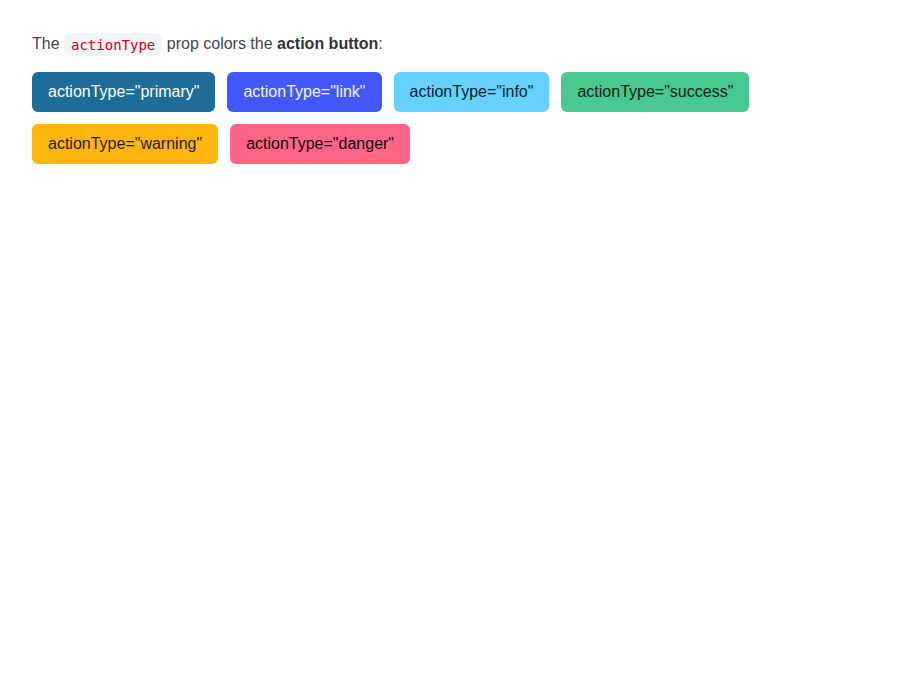 The actionType prop colors the action button:
actionType="primary" actionType="link" actionType="info" actionType="success"
actionType="warning" actionType="danger"